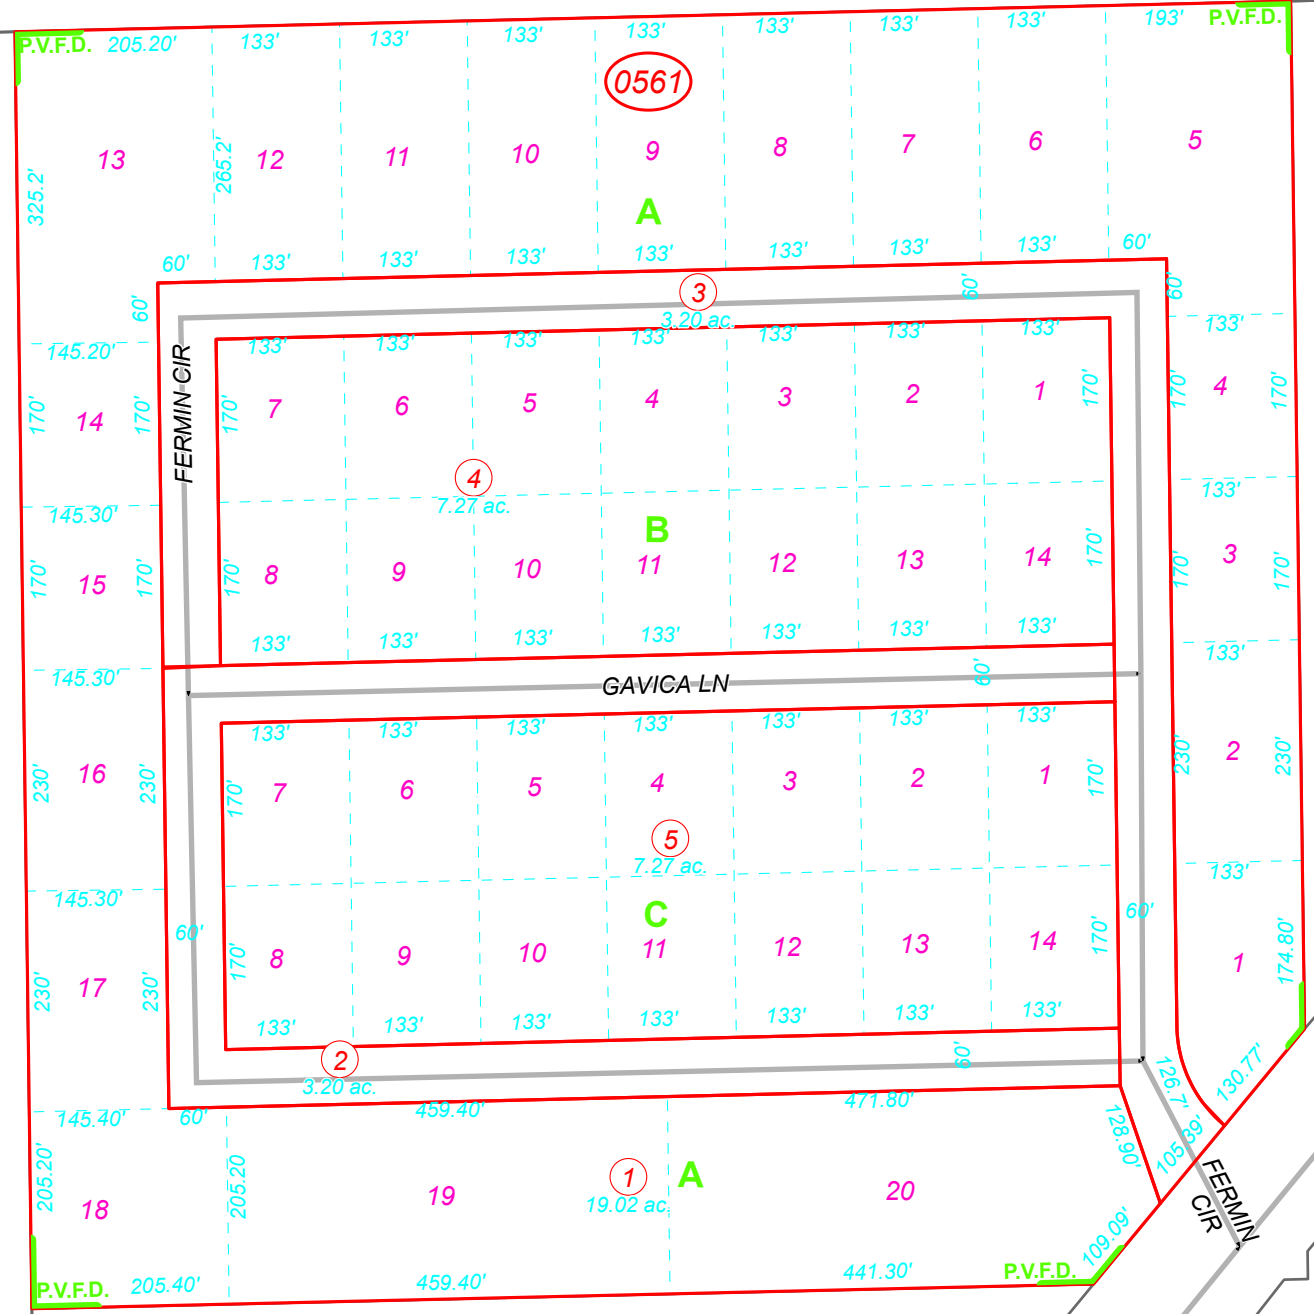 P.V.F.D. 205.20' 133' 133' 133' 133' 133' 133' 133' 193' P.V.F.D.
0561
13 12 11 10 9 8 7 6 5
325.2' 265.2'
A
60' 133' 133' 133' 133' 133' 133' 133' 60'
60' 3 60' 60'
3.20 ac.
145.20' 133' 133' 133' 133' 133' 133' 133' 133'
FERMIN CIR
170' 14 170' 170' 7 6 5 4 3 2 1 170' 170' 4 170'
4
7.27 ac.
145.30' 133'
B
170' 15 170' 170' 8 9 10 11 12 13 14 170' 170' 3 170'
133' 133' 133' 133' 133' 133' 133' 133'
145.30' 60'
GAVICA LN
133' 133' 133' 133' 133' 133' 133'
230' 16 230' 170' 7 6 5 4 3 2 1 170' 230' 2 230'
5
7.27 ac.
145.30' 133'
C
60' 60'
230' 17 230' 170' 8 9 10 11 12 13 14 170' 1 174.80'
133' 133' 133' 133' 133' 133' 133'
2 60'
3.20 ac.
145.40' 60' 459.40' 471.80' 126.7' 130.77'
128.90' 105.39'
205.20' 18 205.20 19 1 A 20
19.02 ac.
FERMIN
CIR
109.09'
P.V.F.D. 205.40' 459.40' 441.30' P.V.F.D.